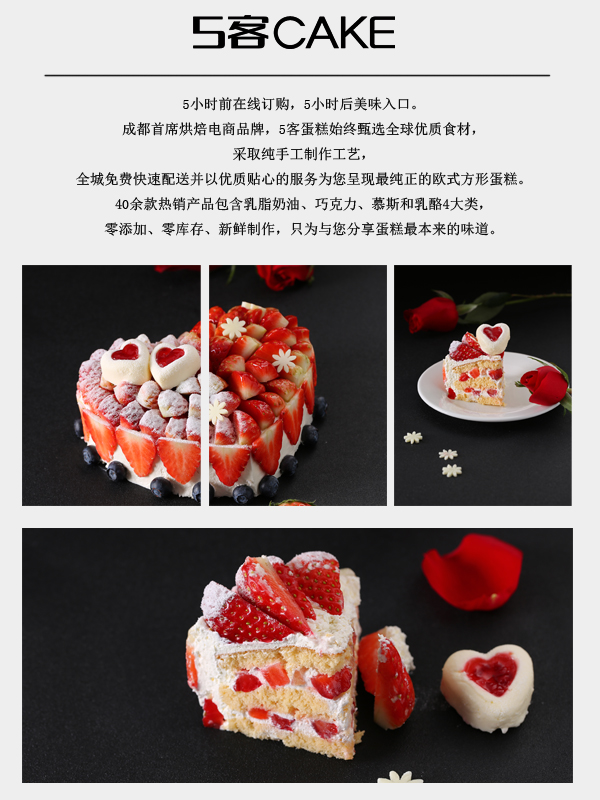 5客CAKE
5小时前在线订购，5小时后美味入口。
成都首席烘焙电商品牌，5客蛋糕始终甄选全球优质食材，
采取纯手工制作工艺，
全城免费快速配送并以优质贴心的服务为您呈现最纯正的欧式方形蛋糕。
40余款热销产品包含乳脂奶油、巧克力、慕斯和乳酪4大类，
零添加、零库存、新鲜制作，只为与您分享蛋糕最本来的味道。